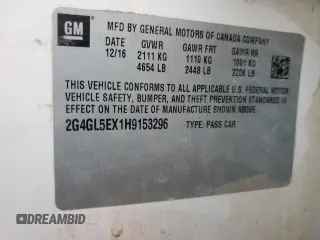 GM
MFD BY GENERAL MOTORS OF CANADA COMPANY
DATE GVWR GAWR FRT GAWR RR
12/16 2111 KG 1110 KG 1001 KG
4654 LB 2448 LB 2206 LB
THIS VEHICLE CONFORMS TO ALL APPLICABLE U.S. FEDERAL MOTOR
VEHICLE SAFETY, BUMPER, AND THEFT PREVENTION STANDARDS IN
EFFECT ON THE DATE OF MANUFACTURE SHOWN ABOVE.
2G4GL5EX1H9153296 TYPE: PASS CAR
DREAMBID